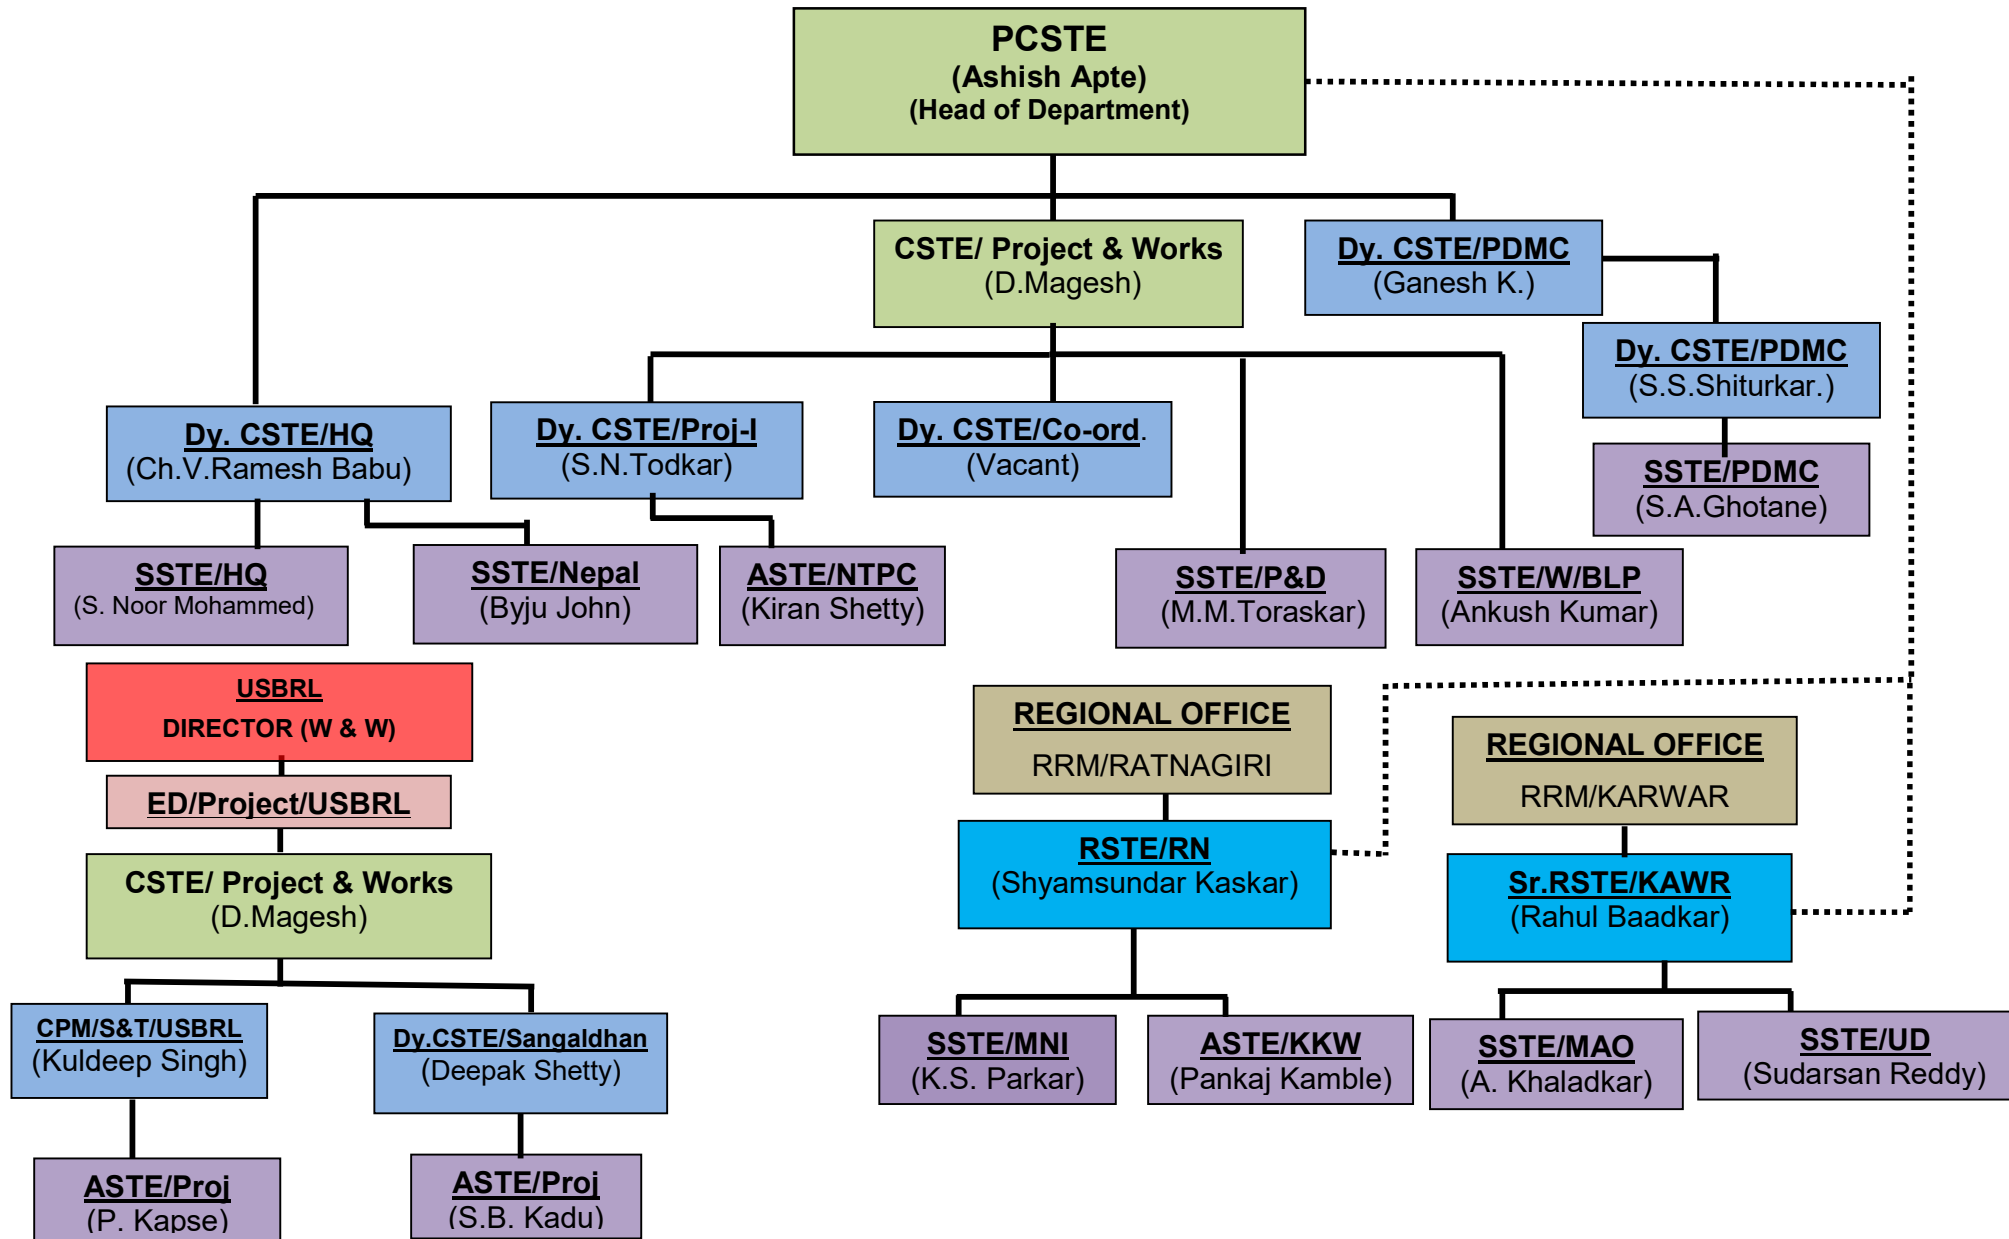 PCSTE
(Ashish Apte)
(Head of Department)
CSTE/ Project & Works
(D.Magesh)
Dy. CSTE/PDMC
(Ganesh K.)
Dy. CSTE/PDMC
(S.S.Shiturkar.)
Dy. CSTE/HQ
(Ch.V.Ramesh Babu)
Dy. CSTE/Proj-I
(S.N.Todkar)
Dy. CSTE/Co-ord.
(Vacant)
SSTE/PDMC
(S.A.Ghotane)
SSTE/HQ
(S. Noor Mohammed)
SSTE/Nepal
(Byju John)
ASTE/NTPC
(Kiran Shetty)
SSTE/P&D
(M.M.Toraskar)
SSTE/W/BLP
(Ankush Kumar)
USBRL
DIRECTOR (W & W)
ED/Project/USBRL
CSTE/ Project & Works
(D.Magesh)
CPM/S&T/USBRL
(Kuldeep Singh)
Dy.CSTE/Sangaldhan
(Deepak Shetty)
ASTE/Proj
(P. Kapse)
ASTE/Proj
(S.B. Kadu)
REGIONAL OFFICE
RRM/RATNAGIRI
RSTE/RN
(Shyamsundar Kaskar)
SSTE/MNI
(K.S. Parkar)
ASTE/KKW
(Pankaj Kamble)
REGIONAL OFFICE
RRM/KARWAR
Sr.RSTE/KAWR
(Rahul Baadkar)
SSTE/MAO
(A. Khaladkar)
SSTE/UD
(Sudarsan Reddy)